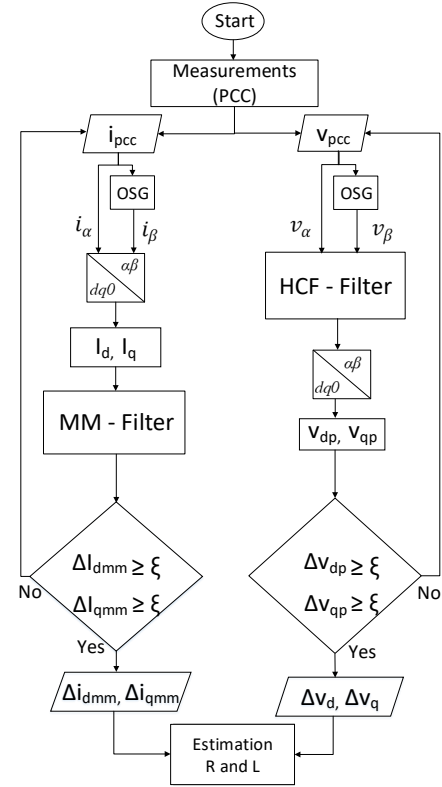 Start
Measurements
(PCC)
i_pcc
v_pcc
OSG
OSG
i_α
i_β
v_α
v_β
αβ
dq0
HCF - Filter
I_d, I_q
αβ
dq0
MM - Filter
v_dp, v_qp
ΔI_dmm ≥ ξ
ΔI_qmm ≥ ξ
No
Yes
Δv_dp ≥ ξ
Δv_qp ≥ ξ
No
Yes
Δi_dmm, Δi_qmm
Δv_d, Δv_q
Estimation
R and L